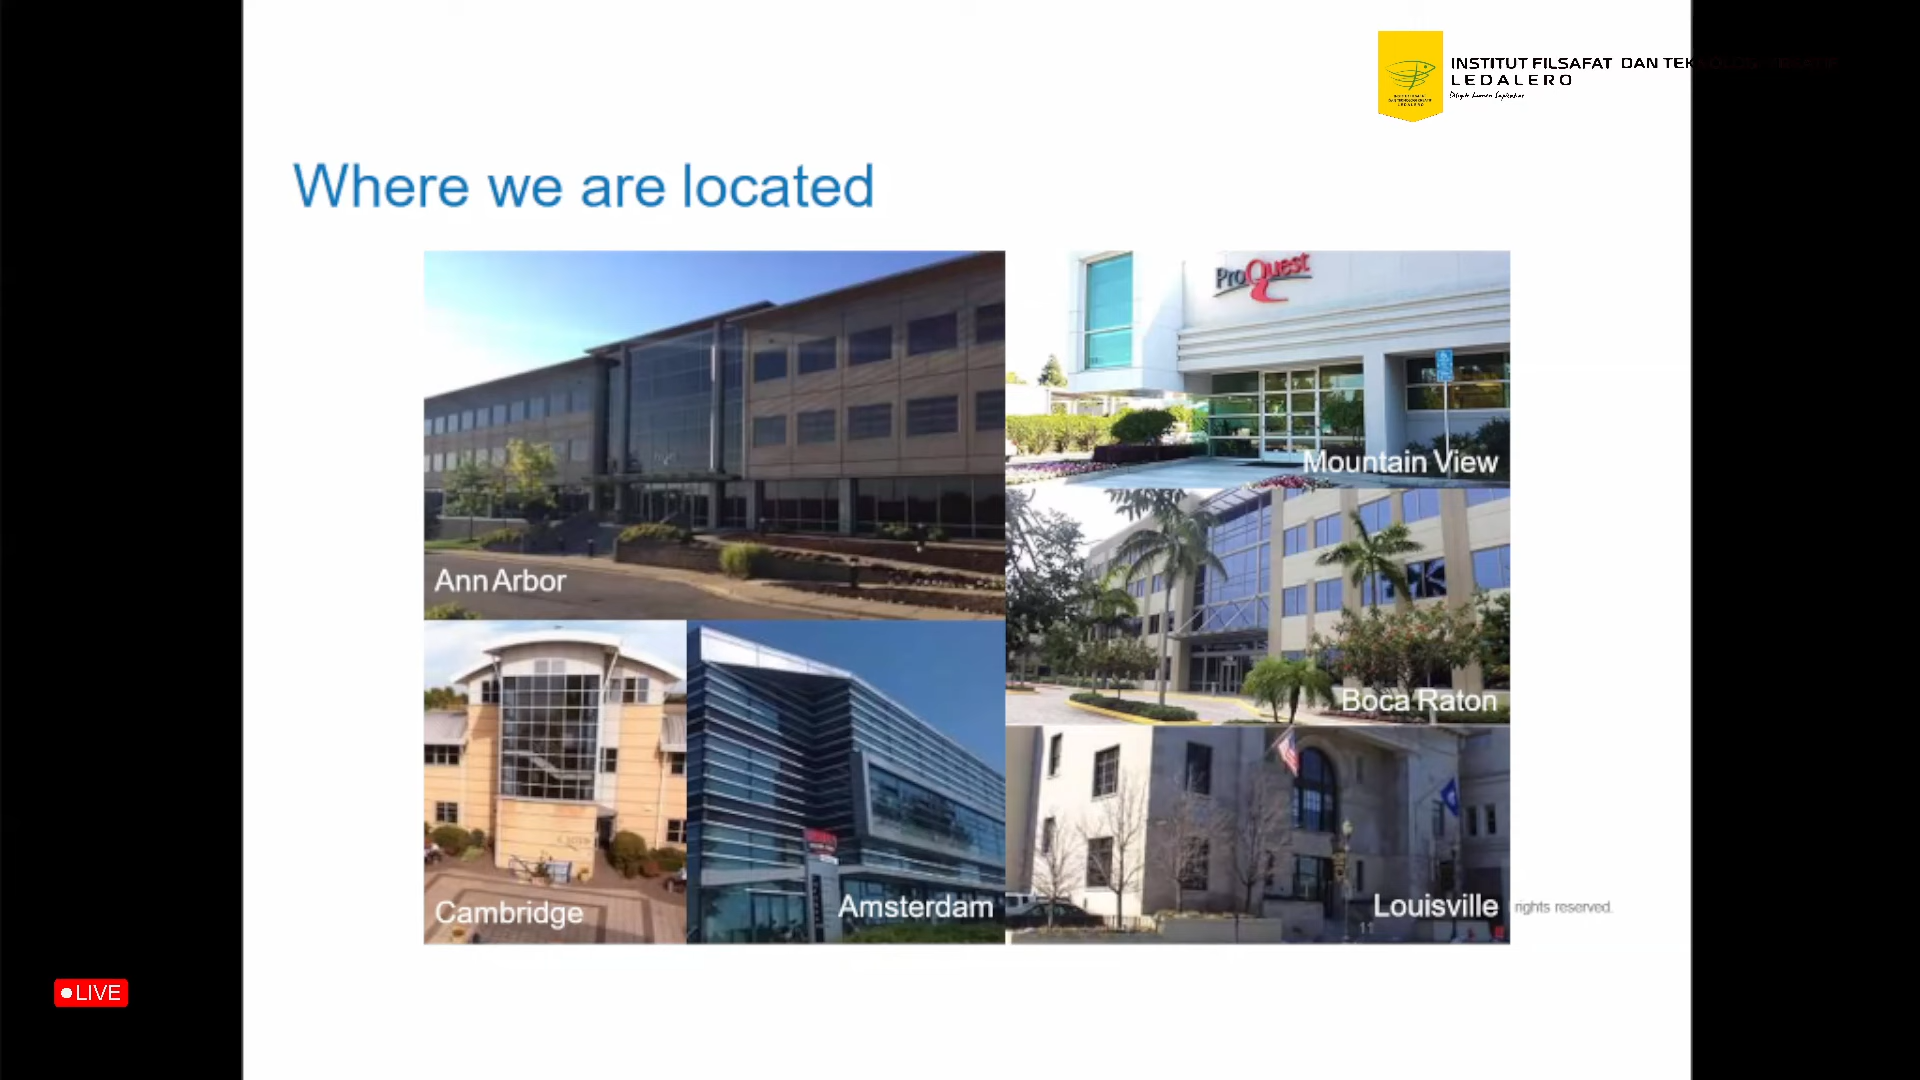 INSTITUT FILSAFAT DAN TEKNOLOGI KREATIF
LEDALERO
Where we are located
ProQuest
Mountain View
Ann Arbor
Boca Raton
Cambridge
Amsterdam
Louisville
rights reserved.
11
LIVE